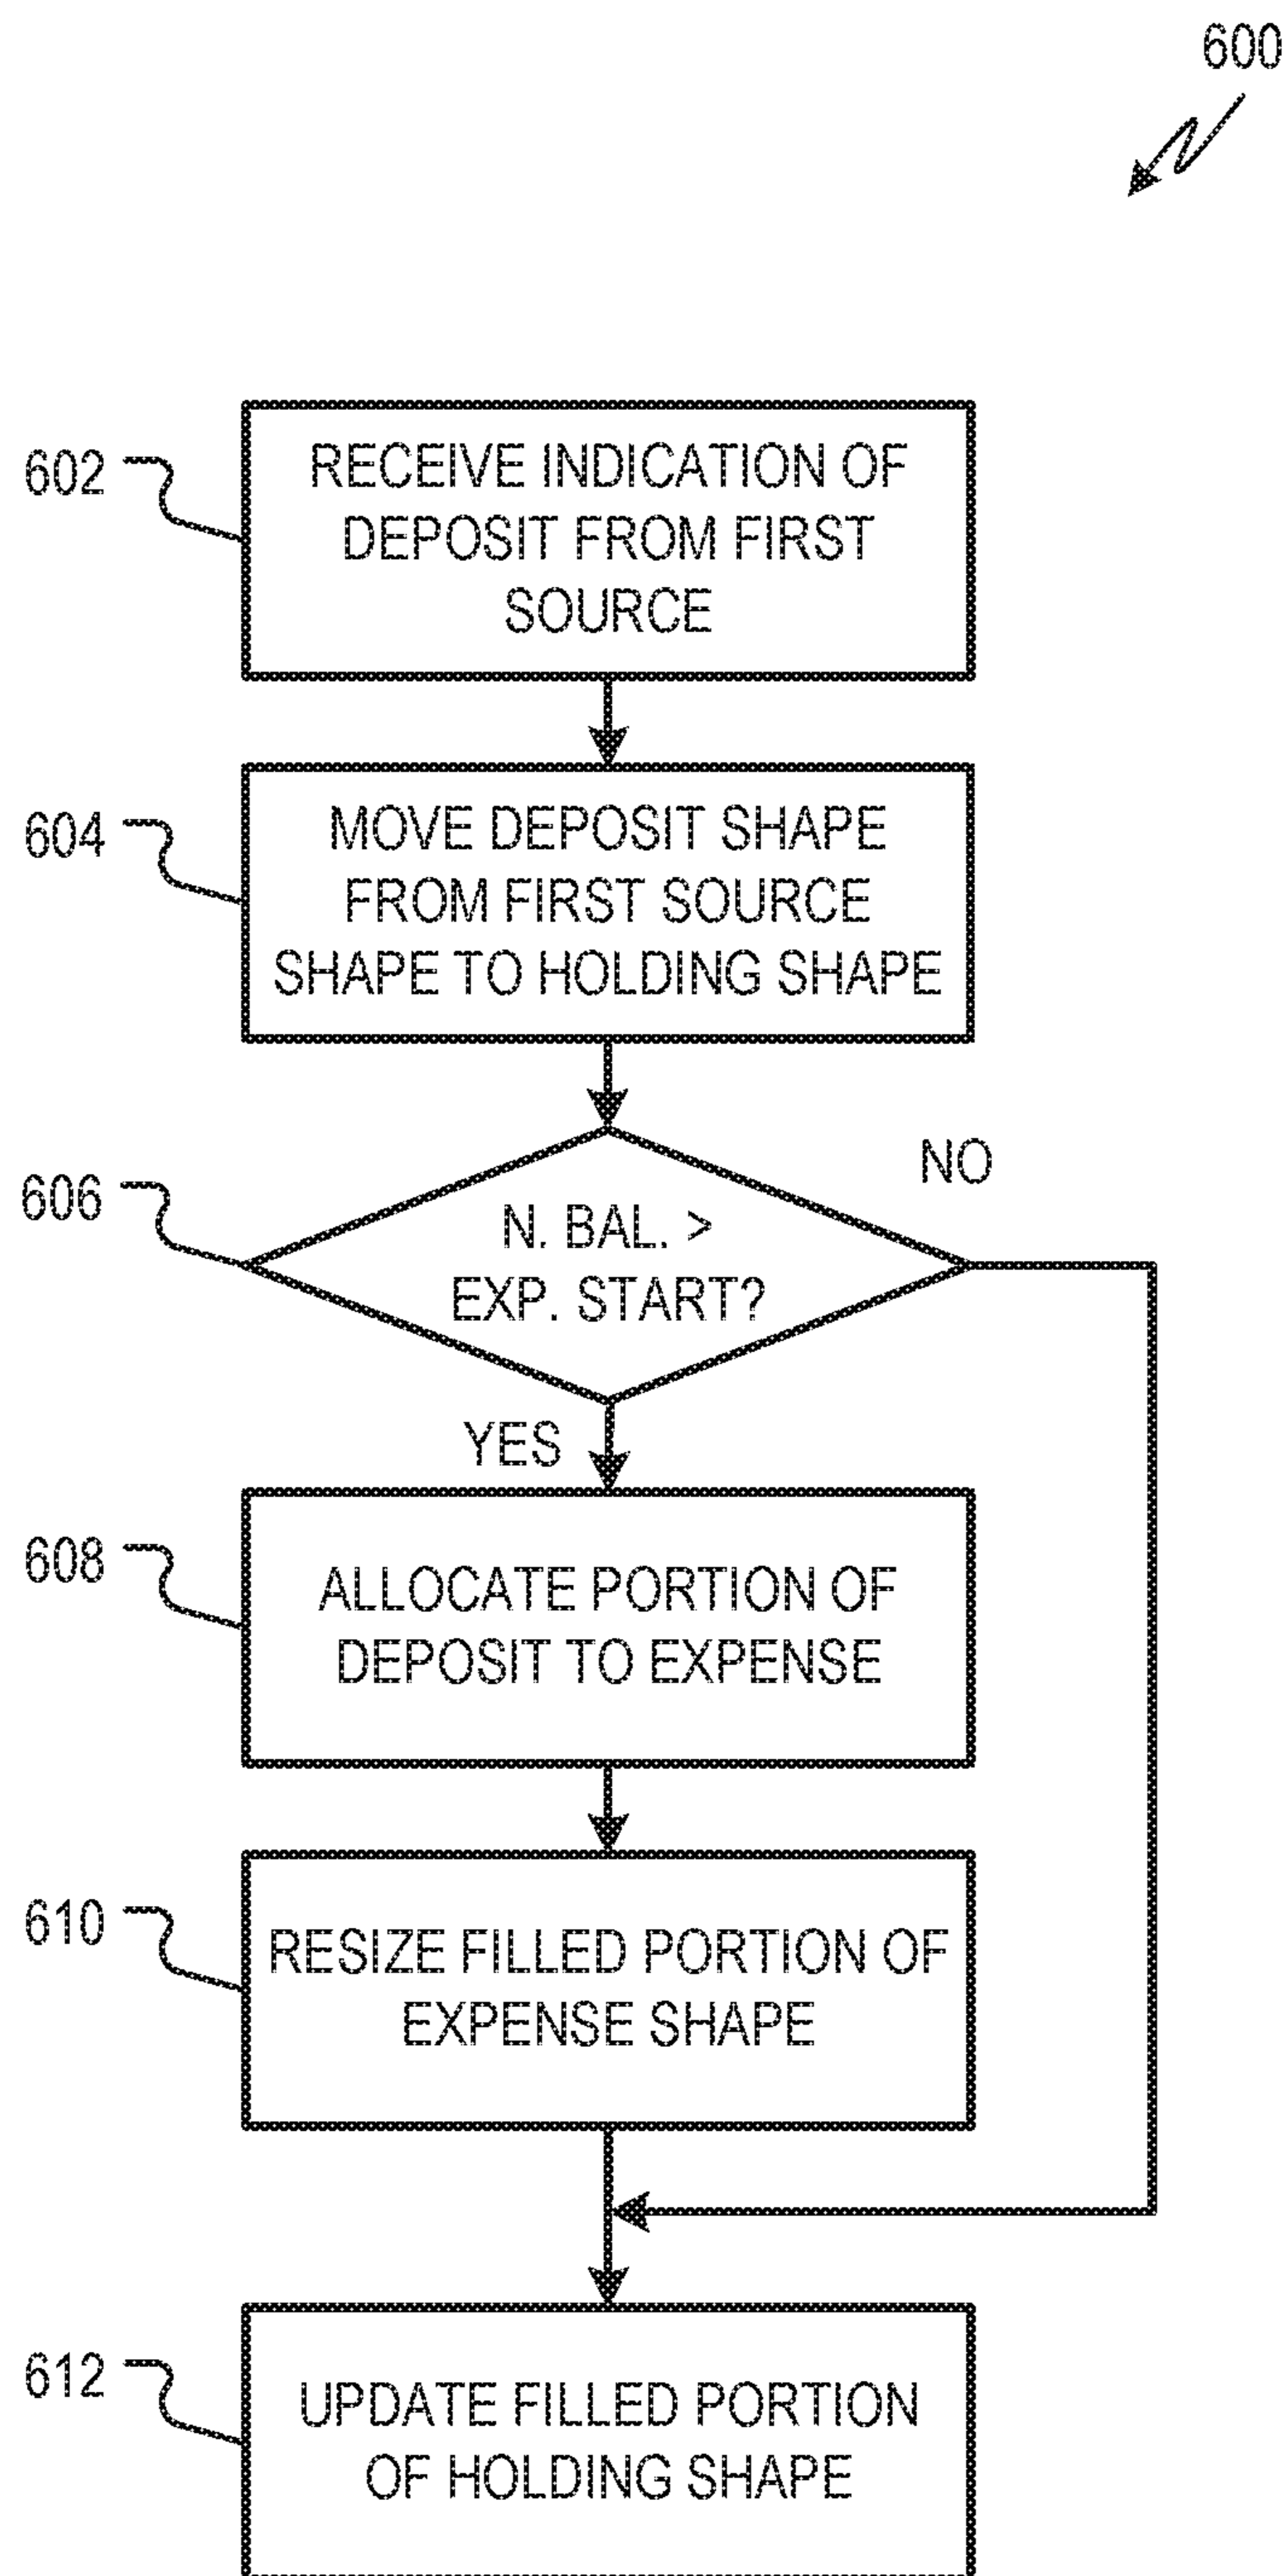 600
602
RECEIVE INDICATION OF
DEPOSIT FROM FIRST
SOURCE
604
MOVE DEPOSIT SHAPE
FROM FIRST SOURCE
SHAPE TO HOLDING SHAPE
606
N. BAL. >
EXP. START?
NO
YES
608
ALLOCATE PORTION OF
DEPOSIT TO EXPENSE
610
RESIZE FILLED PORTION OF
EXPENSE SHAPE
612
UPDATE FILLED PORTION
OF HOLDING SHAPE